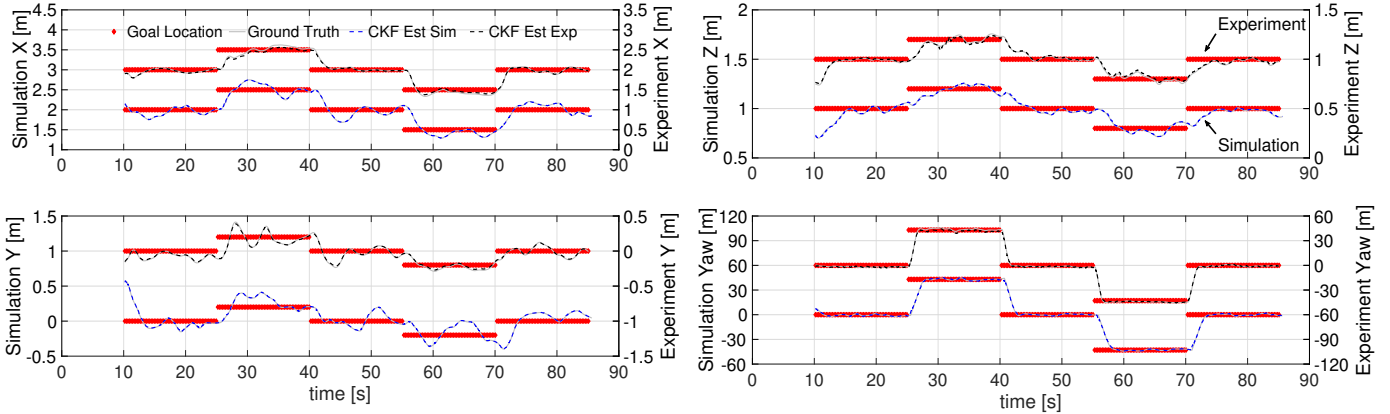 Simulation X [m]
4
3.5
3
2.5
2
1.5
1
Goal Location Ground Truth CKF Est Sim CKF Est Exp
3.5
3
2.5
2
1.5
1
0.5
0
Experiment X [m]
0 10 20 30 40 50 60 70 80 90
Simulation Z [m]
2
1.5
1
0.5
Experiment
Simulation
1.5
1
0.5
0
Experiment Z [m]
0 10 20 30 40 50 60 70 80 90
Simulation Y [m]
1.5
1
0.5
0
-0.5
0.5
0
-0.5
-1
-1.5
Experiment Y [m]
0 10 20 30 40 50 60 70 80 90
time [s]
Simulation Yaw [m]
120
90
60
30
0
-30
-60
60
30
0
-30
-60
-90
-120
Experiment Yaw [m]
0 10 20 30 40 50 60 70 80 90
time [s]